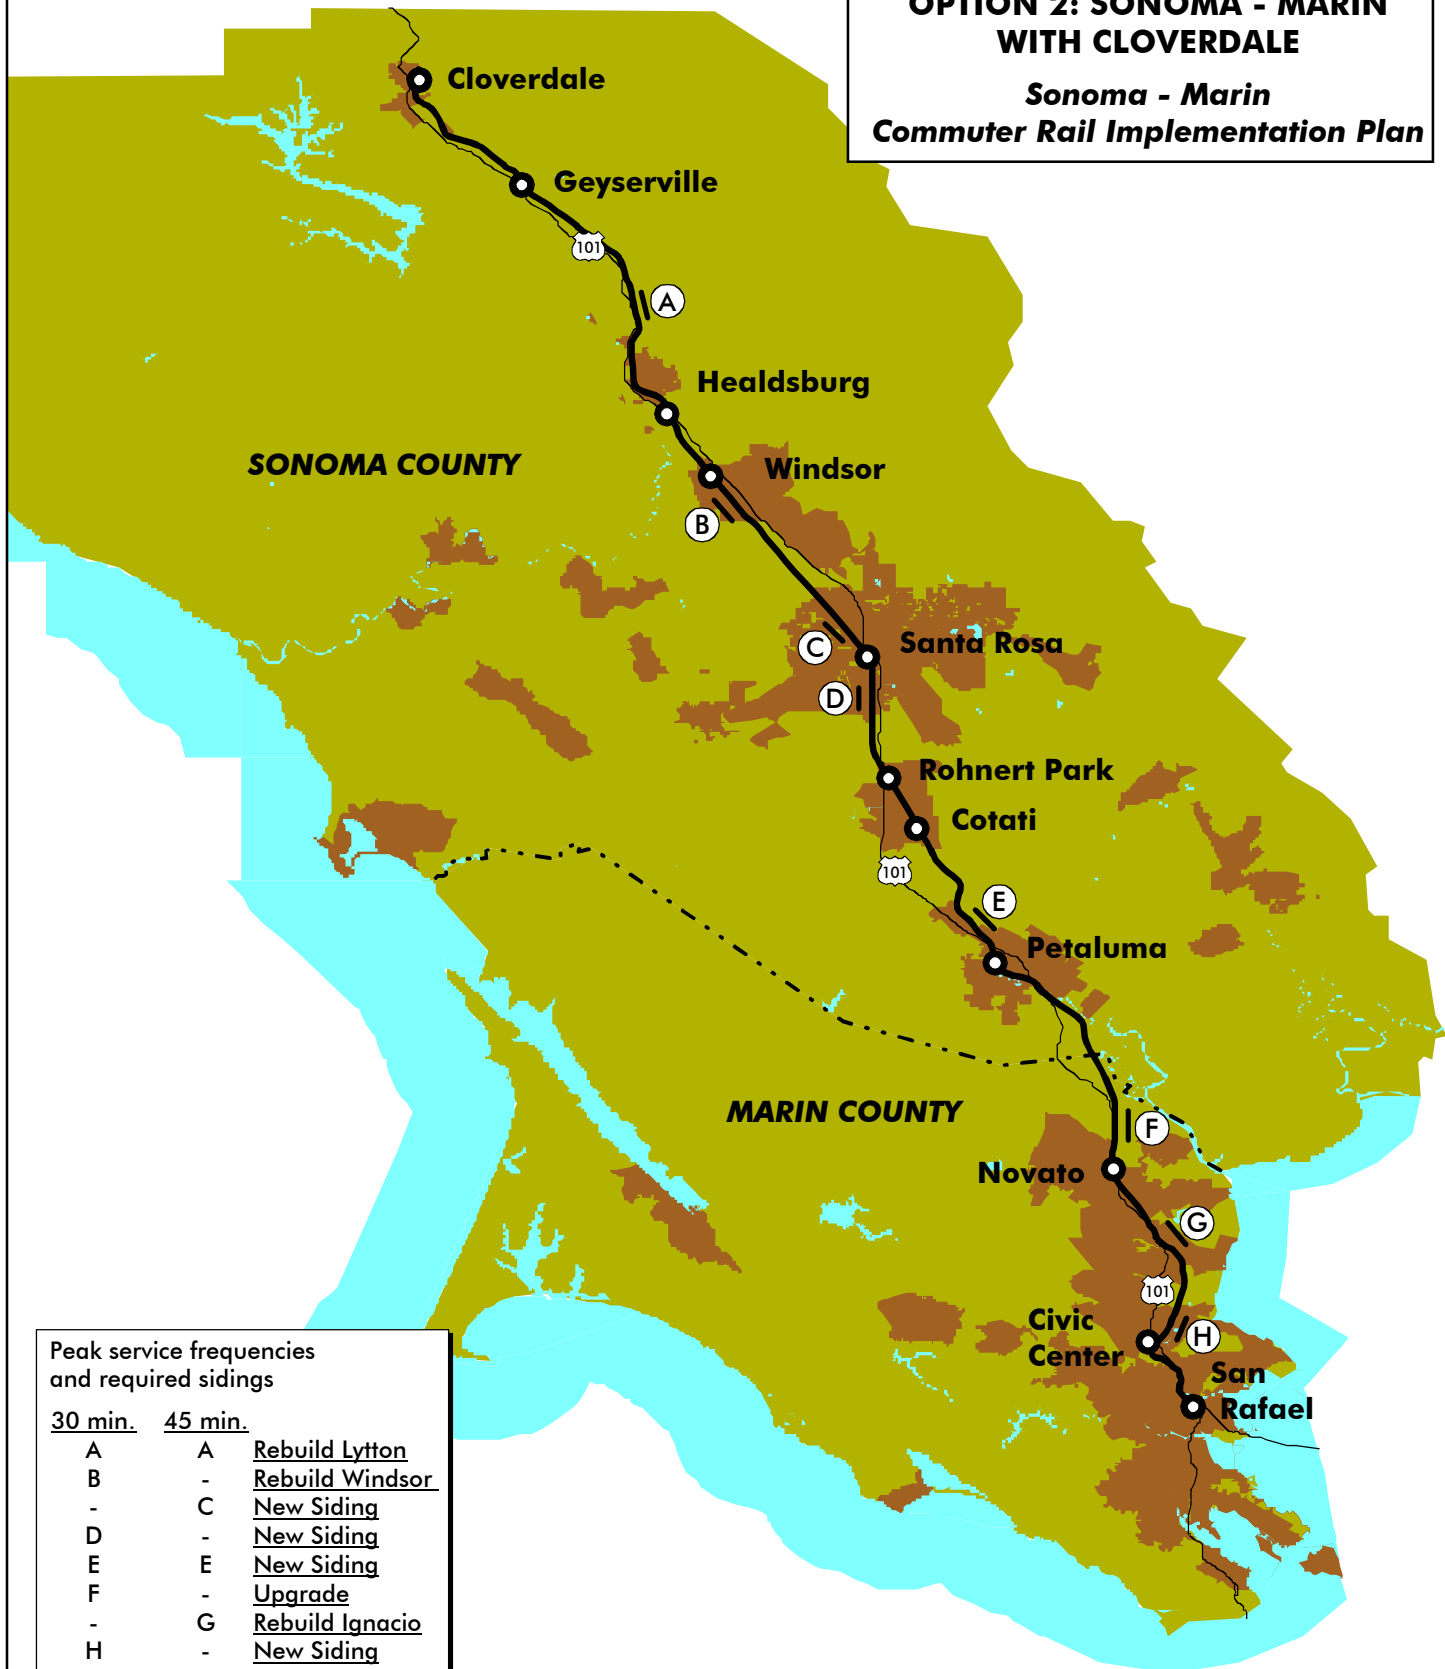 OPTION 2: SONOMA - MARIN
WITH CLOVERDALE
Sonoma - Marin
Commuter Rail Implementation Plan
Cloverdale
Geyserville
101
A
Healdsburg
SONOMA COUNTY
Windsor
B
Santa Rosa
C
D
Rohnert Park
Cotati
101
E
Petaluma
MARIN COUNTY
F
Novato
G
101
Civic
Center
H
San
Rafael
Peak service frequencies
and required sidings
30 min. 45 min.
A A Rebuild Lytton
B - Rebuild Windsor
- C New Siding
D - New Siding
E E New Siding
F - Upgrade
- G Rebuild Ignacio
H - New Siding